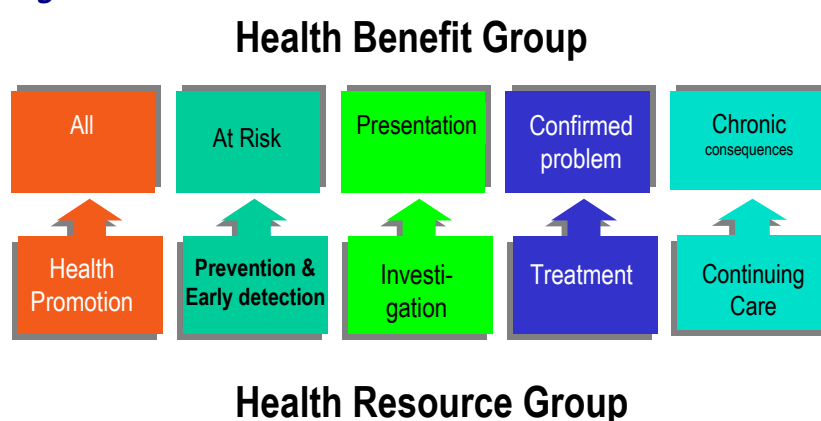 Health Benefit Group
All
At Risk
Presentation
Confirmed
problem
Chronic
consequences
Health
Promotion
Prevention &
Early detection
Investi-
gation
Treatment
Continuing
Care
Health Resource Group